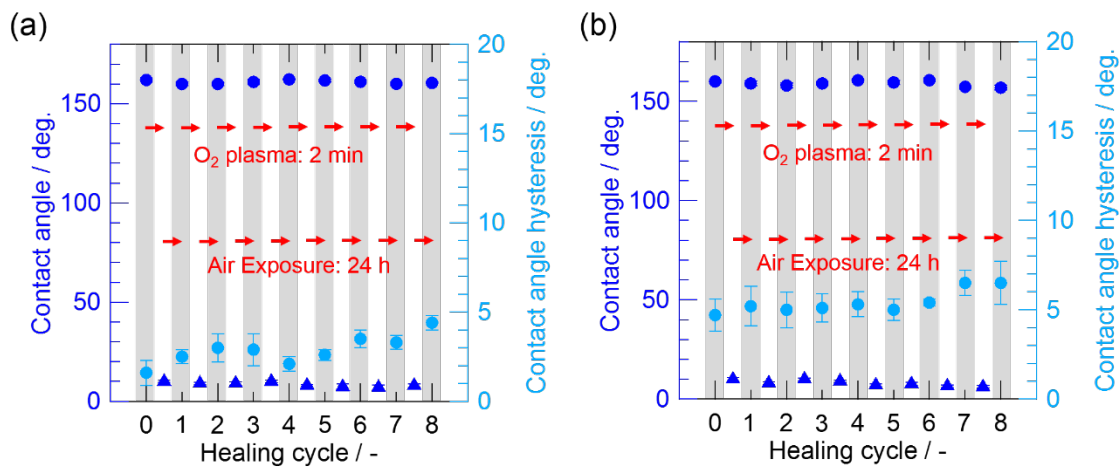 (a)
Contact angle / deg.
150
100
50
0
20
15
10
5
0
Contact angle hysteresis / deg.
O₂ plasma: 2 min
Air Exposure: 24 h
0 1 2 3 4 5 6 7 8
Healing cycle / -
(b)
Contact angle / deg.
150
100
50
0
20
15
10
5
0
Contact angle hysteresis / deg.
O₂ plasma: 2 min
Air Exposure: 24 h
0 1 2 3 4 5 6 7 8
Healing cycle / -